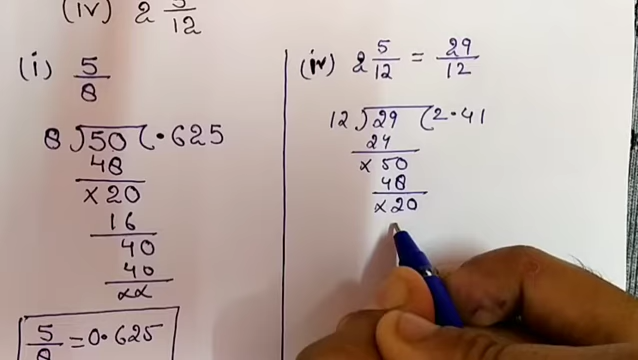 (iv) 2 5/12
(i) 5/8
8 ) 50 ( .625
48
x 20
16
40
40
xx
5/8 = 0.625
(iv) 2 5/12 = 29/12
12 ) 29 ( 2.41
24
x 50
48
x 20